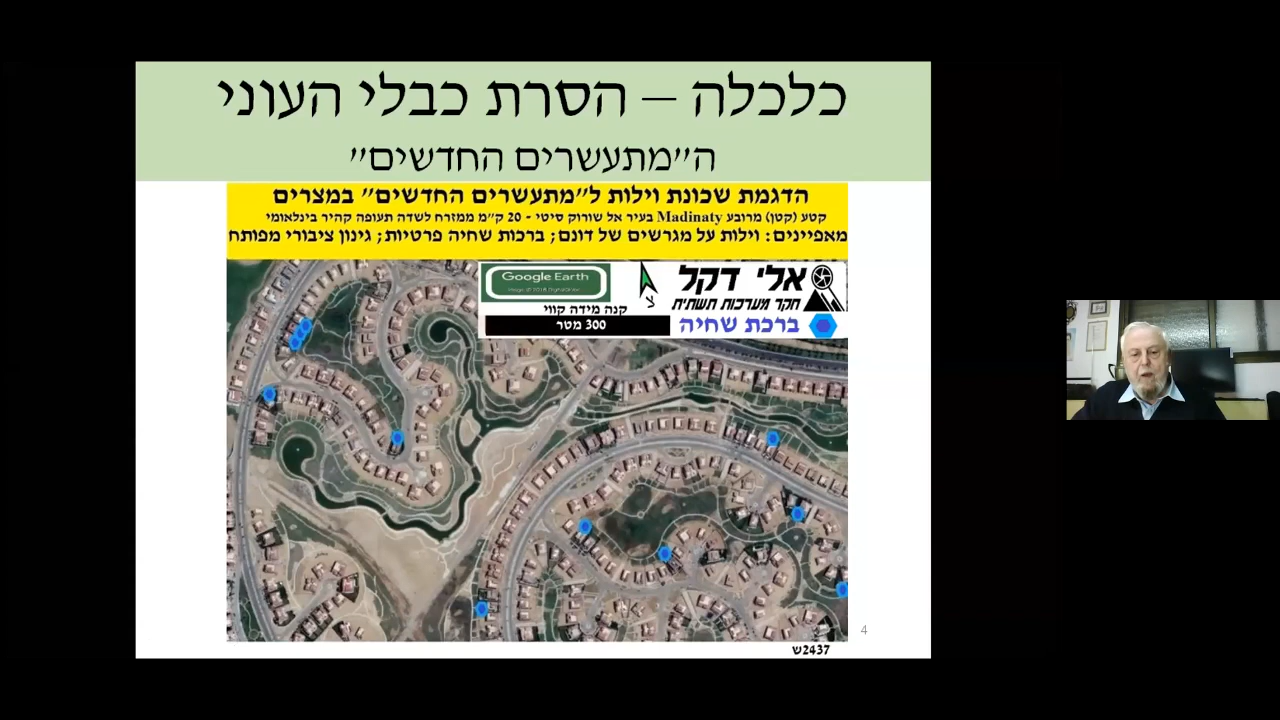 כלכלה – הסרת כבלי העוני
ה"מתעשרים החדשים"
הדגמת שכונת וילות ל"מתעשרים החדשים" במצרים
קטע (קטן) מרובע Madinaty בעיר אל שורוק סיטי - 20 ק"מ ממזרח לשדה תעופה קהיר בינלאומי
מאפיינים: וילות על מגרשים של דונם; ברכות שחיה פרטיות; גינון ציבורי מפותח
אלי דקל
חקר מערכות תשתית
ברכת שחיה
צ
Google Earth
קנה מידה קווי
300 מטר
4
2437ש